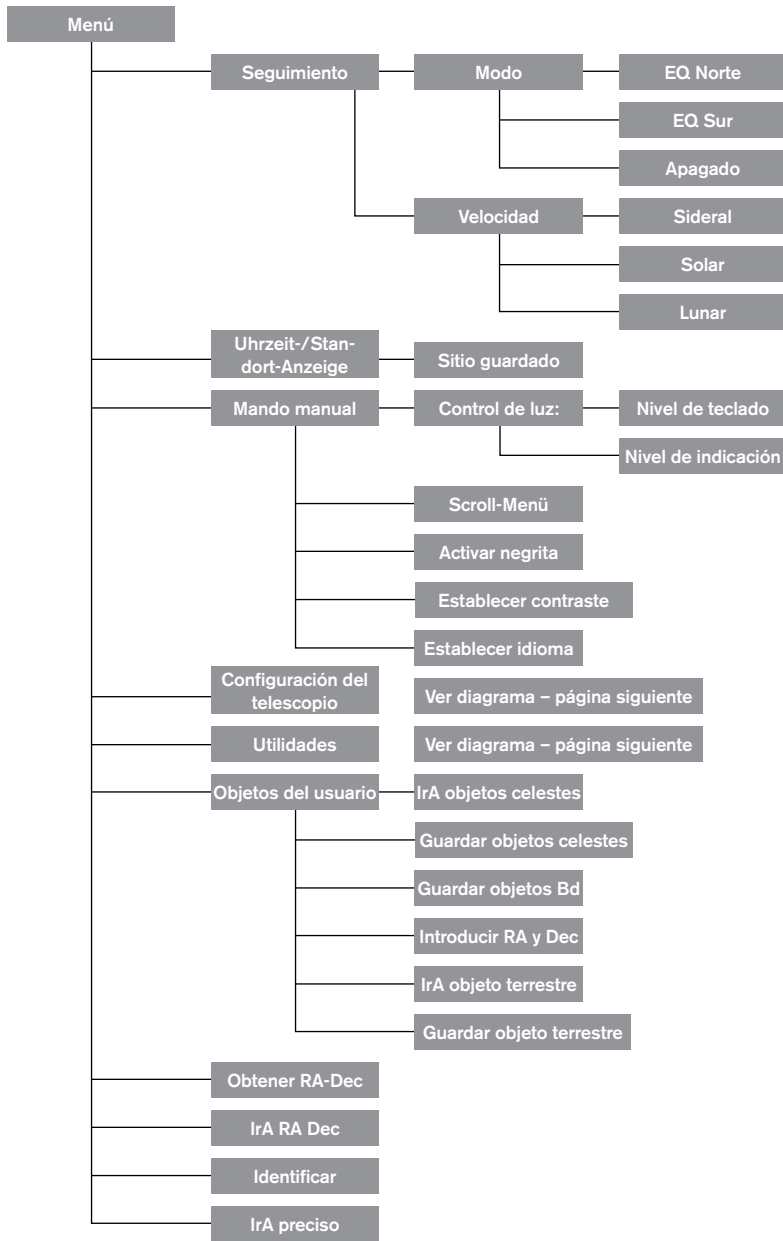 Menú
Seguimiento
Modo
EQ Norte
EQ Sur
Apagado
Velocidad
Sideral
Solar
Lunar
Uhrzeit-/Stan-
dort-Anzeige
Sitio guardado
Mando manual
Control de luz:
Nivel de teclado
Nivel de indicación
Scroll-Menü
Activar negrita
Establecer contraste
Establecer idioma
Configuración del
telescopio
Ver diagrama – página siguiente
Utilidades
Ver diagrama – página siguiente
Objetos del usuario
IrA objetos celestes
Guardar objetos celestes
Guardar objetos Bd
Introducir RA y Dec
IrA objeto terrestre
Guardar objeto terrestre
Obtener RA-Dec
IrA RA Dec
Identificar
IrA preciso